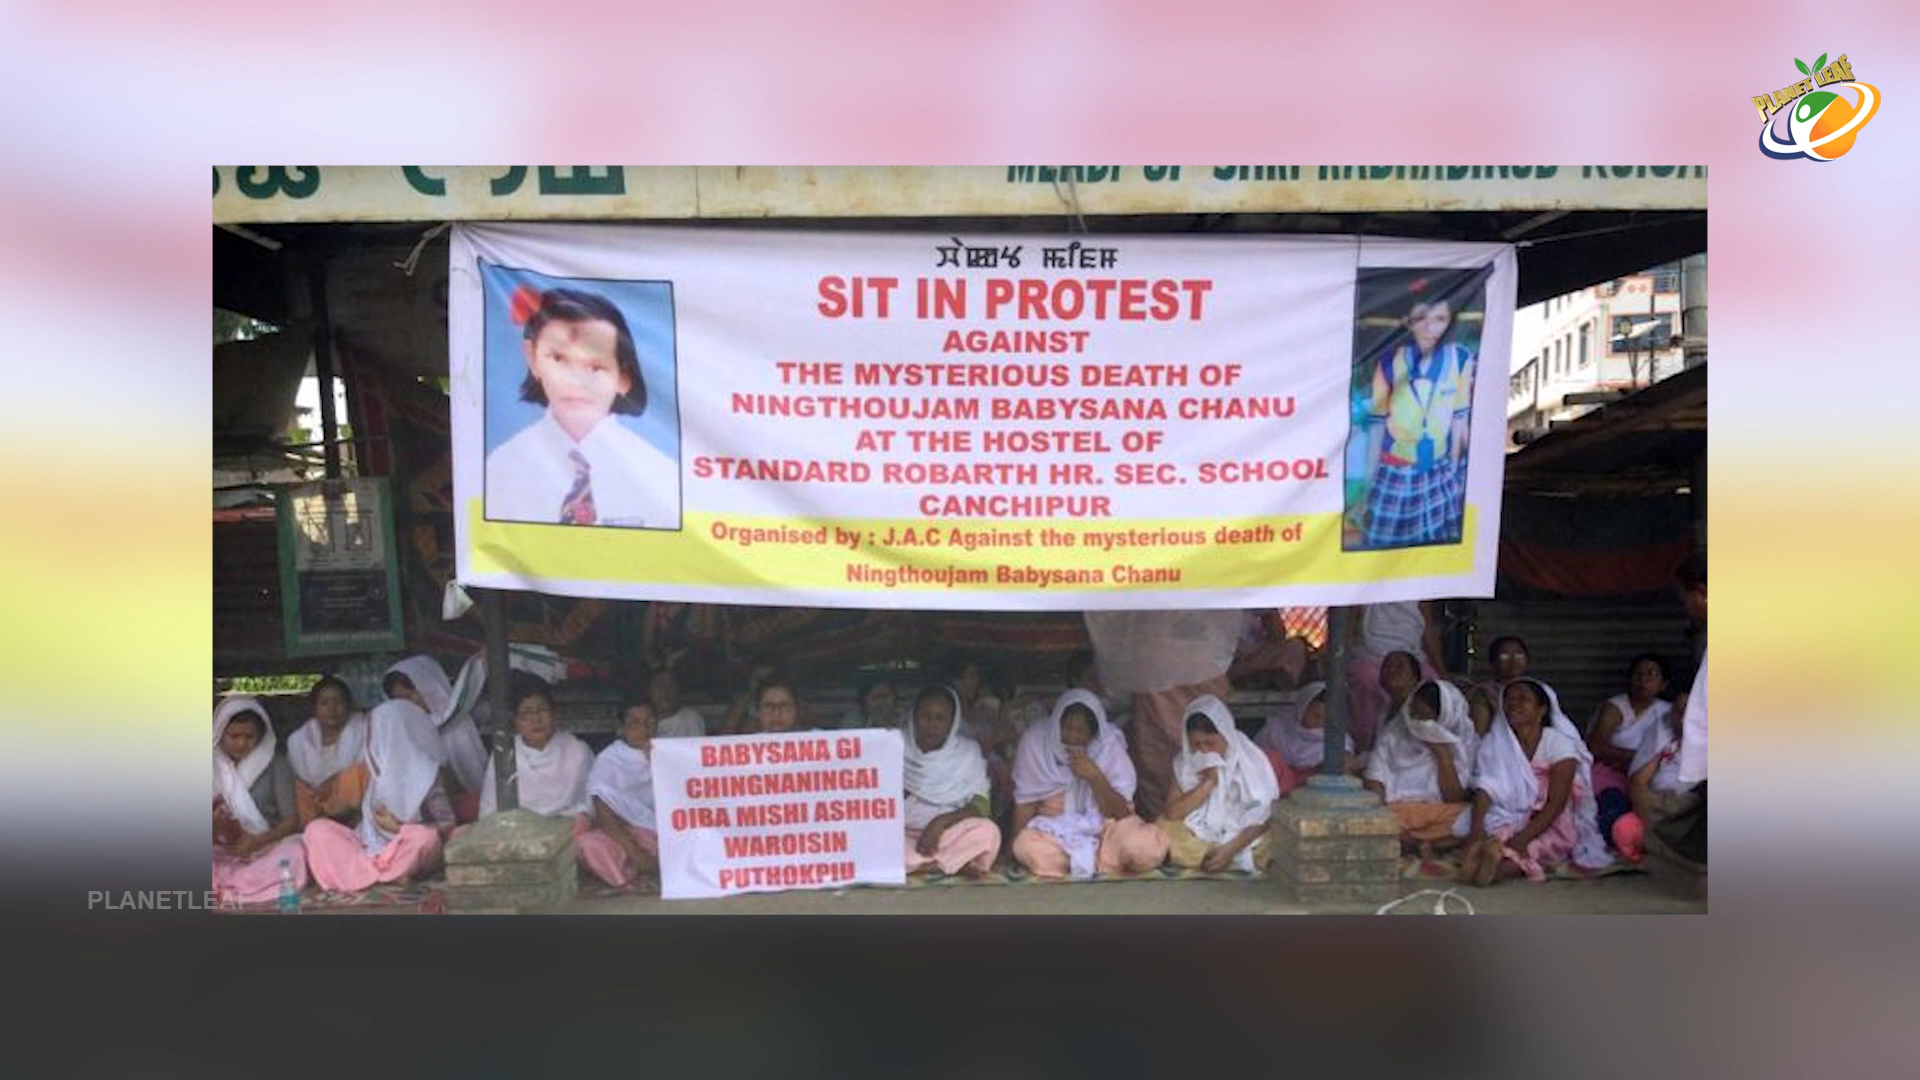 PLANET LEAF
SIT IN PROTEST
AGAINST
THE MYSTERIOUS DEATH OF
NINGTHOUJAM BABYSANA CHANU
AT THE HOSTEL OF
STANDARD ROBARTH HR. SEC. SCHOOL
CANCHIPUR
Organised by : J.A.C Against the mysterious death of
Ningthoujam Babysana Chanu
BABYSANA GI
CHINGNANINGAI
OIBA MISHI ASHIGI
WAROISIN
PUTHOKPIU
PLANETLEAF